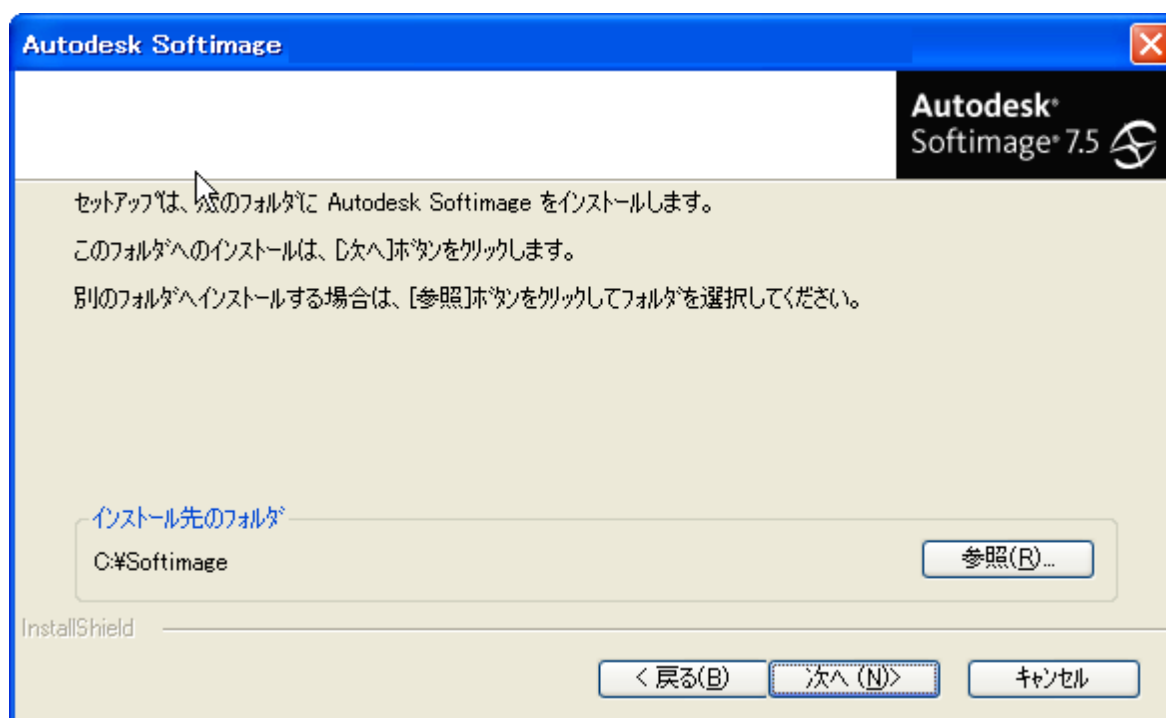 Autodesk Softimage
Autodesk®
Softimage® 7.5
セットアップは、次のフォルダに Autodesk Softimage をインストールします。
このフォルダへのインストールは、[次へ]ボタンをクリックします。
別のフォルダへインストールする場合は、[参照]ボタンをクリックしてフォルダを選択してください。
インストール先のフォルダ
C:¥Softimage
参照(R)...
InstallShield
< 戻る(B)
次へ (N)>
キャンセル